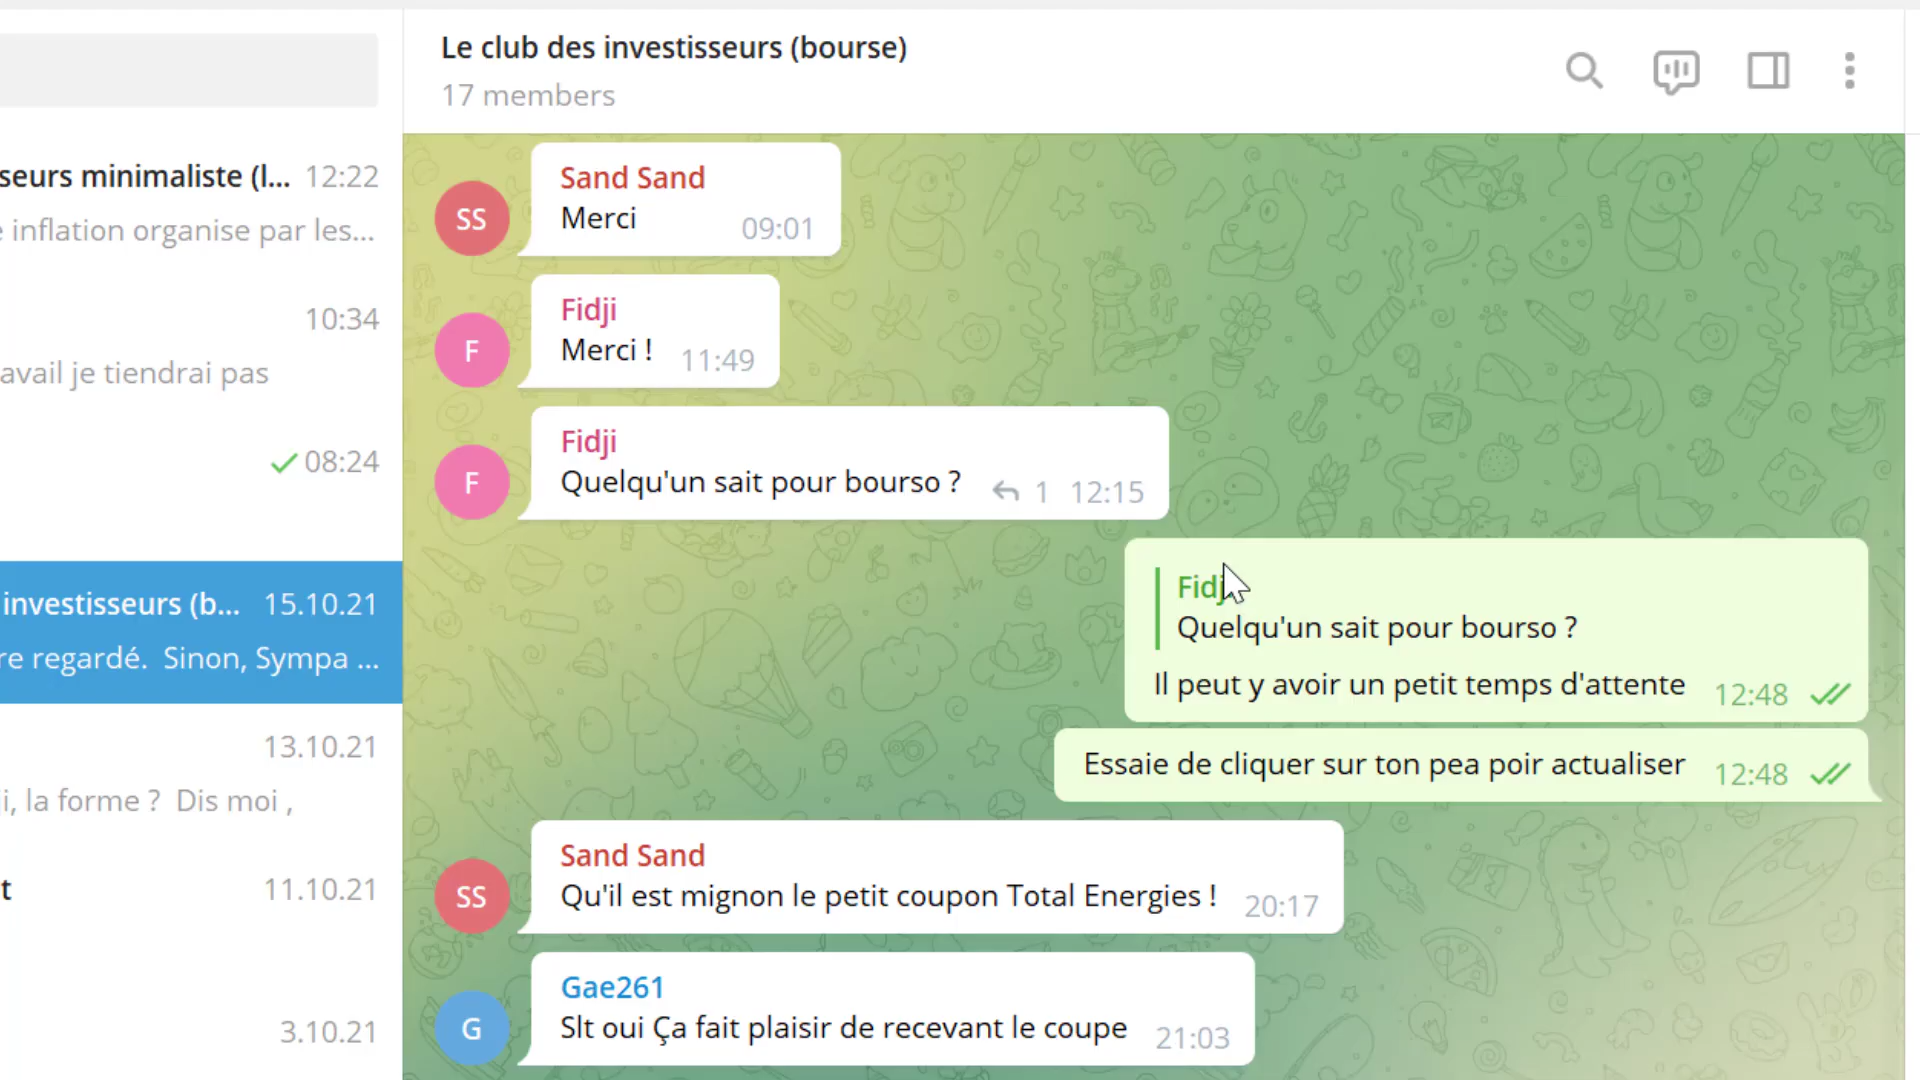 Le club des investisseurs (bourse)
17 members
seurs minimaliste (l... 12:22
e inflation organise par les...
10:34
avail je tiendrai pas
08:24
investisseurs (b... 15.10.21
re regardé. Sinon, Sympa ...
13.10.21
i, la forme ? Dis moi ,
t 11.10.21
3.10.21
Sand Sand
SS
Merci 09:01
Fidji
F
Merci ! 11:49
Fidji
F
Quelqu'un sait pour bourso ? 1 12:15
Fidj
Quelqu'un sait pour bourso ?
Il peut y avoir un petit temps d'attente 12:48
Essaie de cliquer sur ton pea poir actualiser 12:48
Sand Sand
SS
Qu'il est mignon le petit coupon Total Energies ! 20:17
Gae261
G
Slt oui Ça fait plaisir de recevant le coupe 21:03